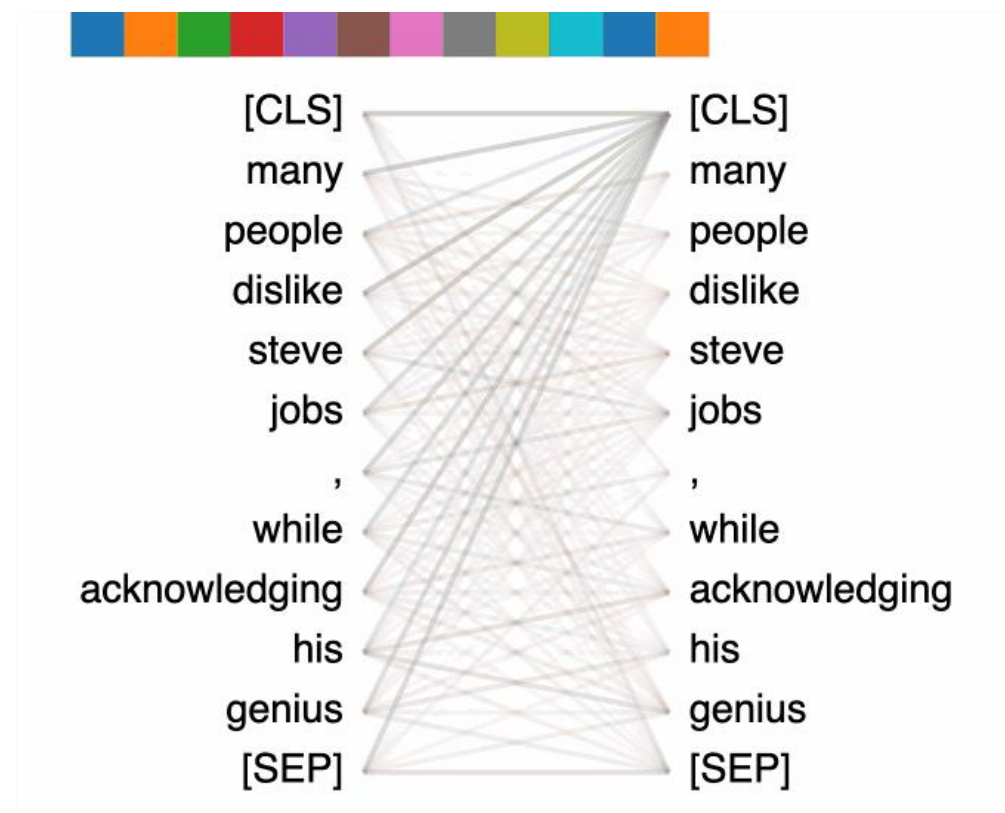 [CLS] [CLS]
many many
people people
dislike dislike
steve steve
jobs jobs
, ,
while while
acknowledging acknowledging
his his
genius genius
[SEP] [SEP]